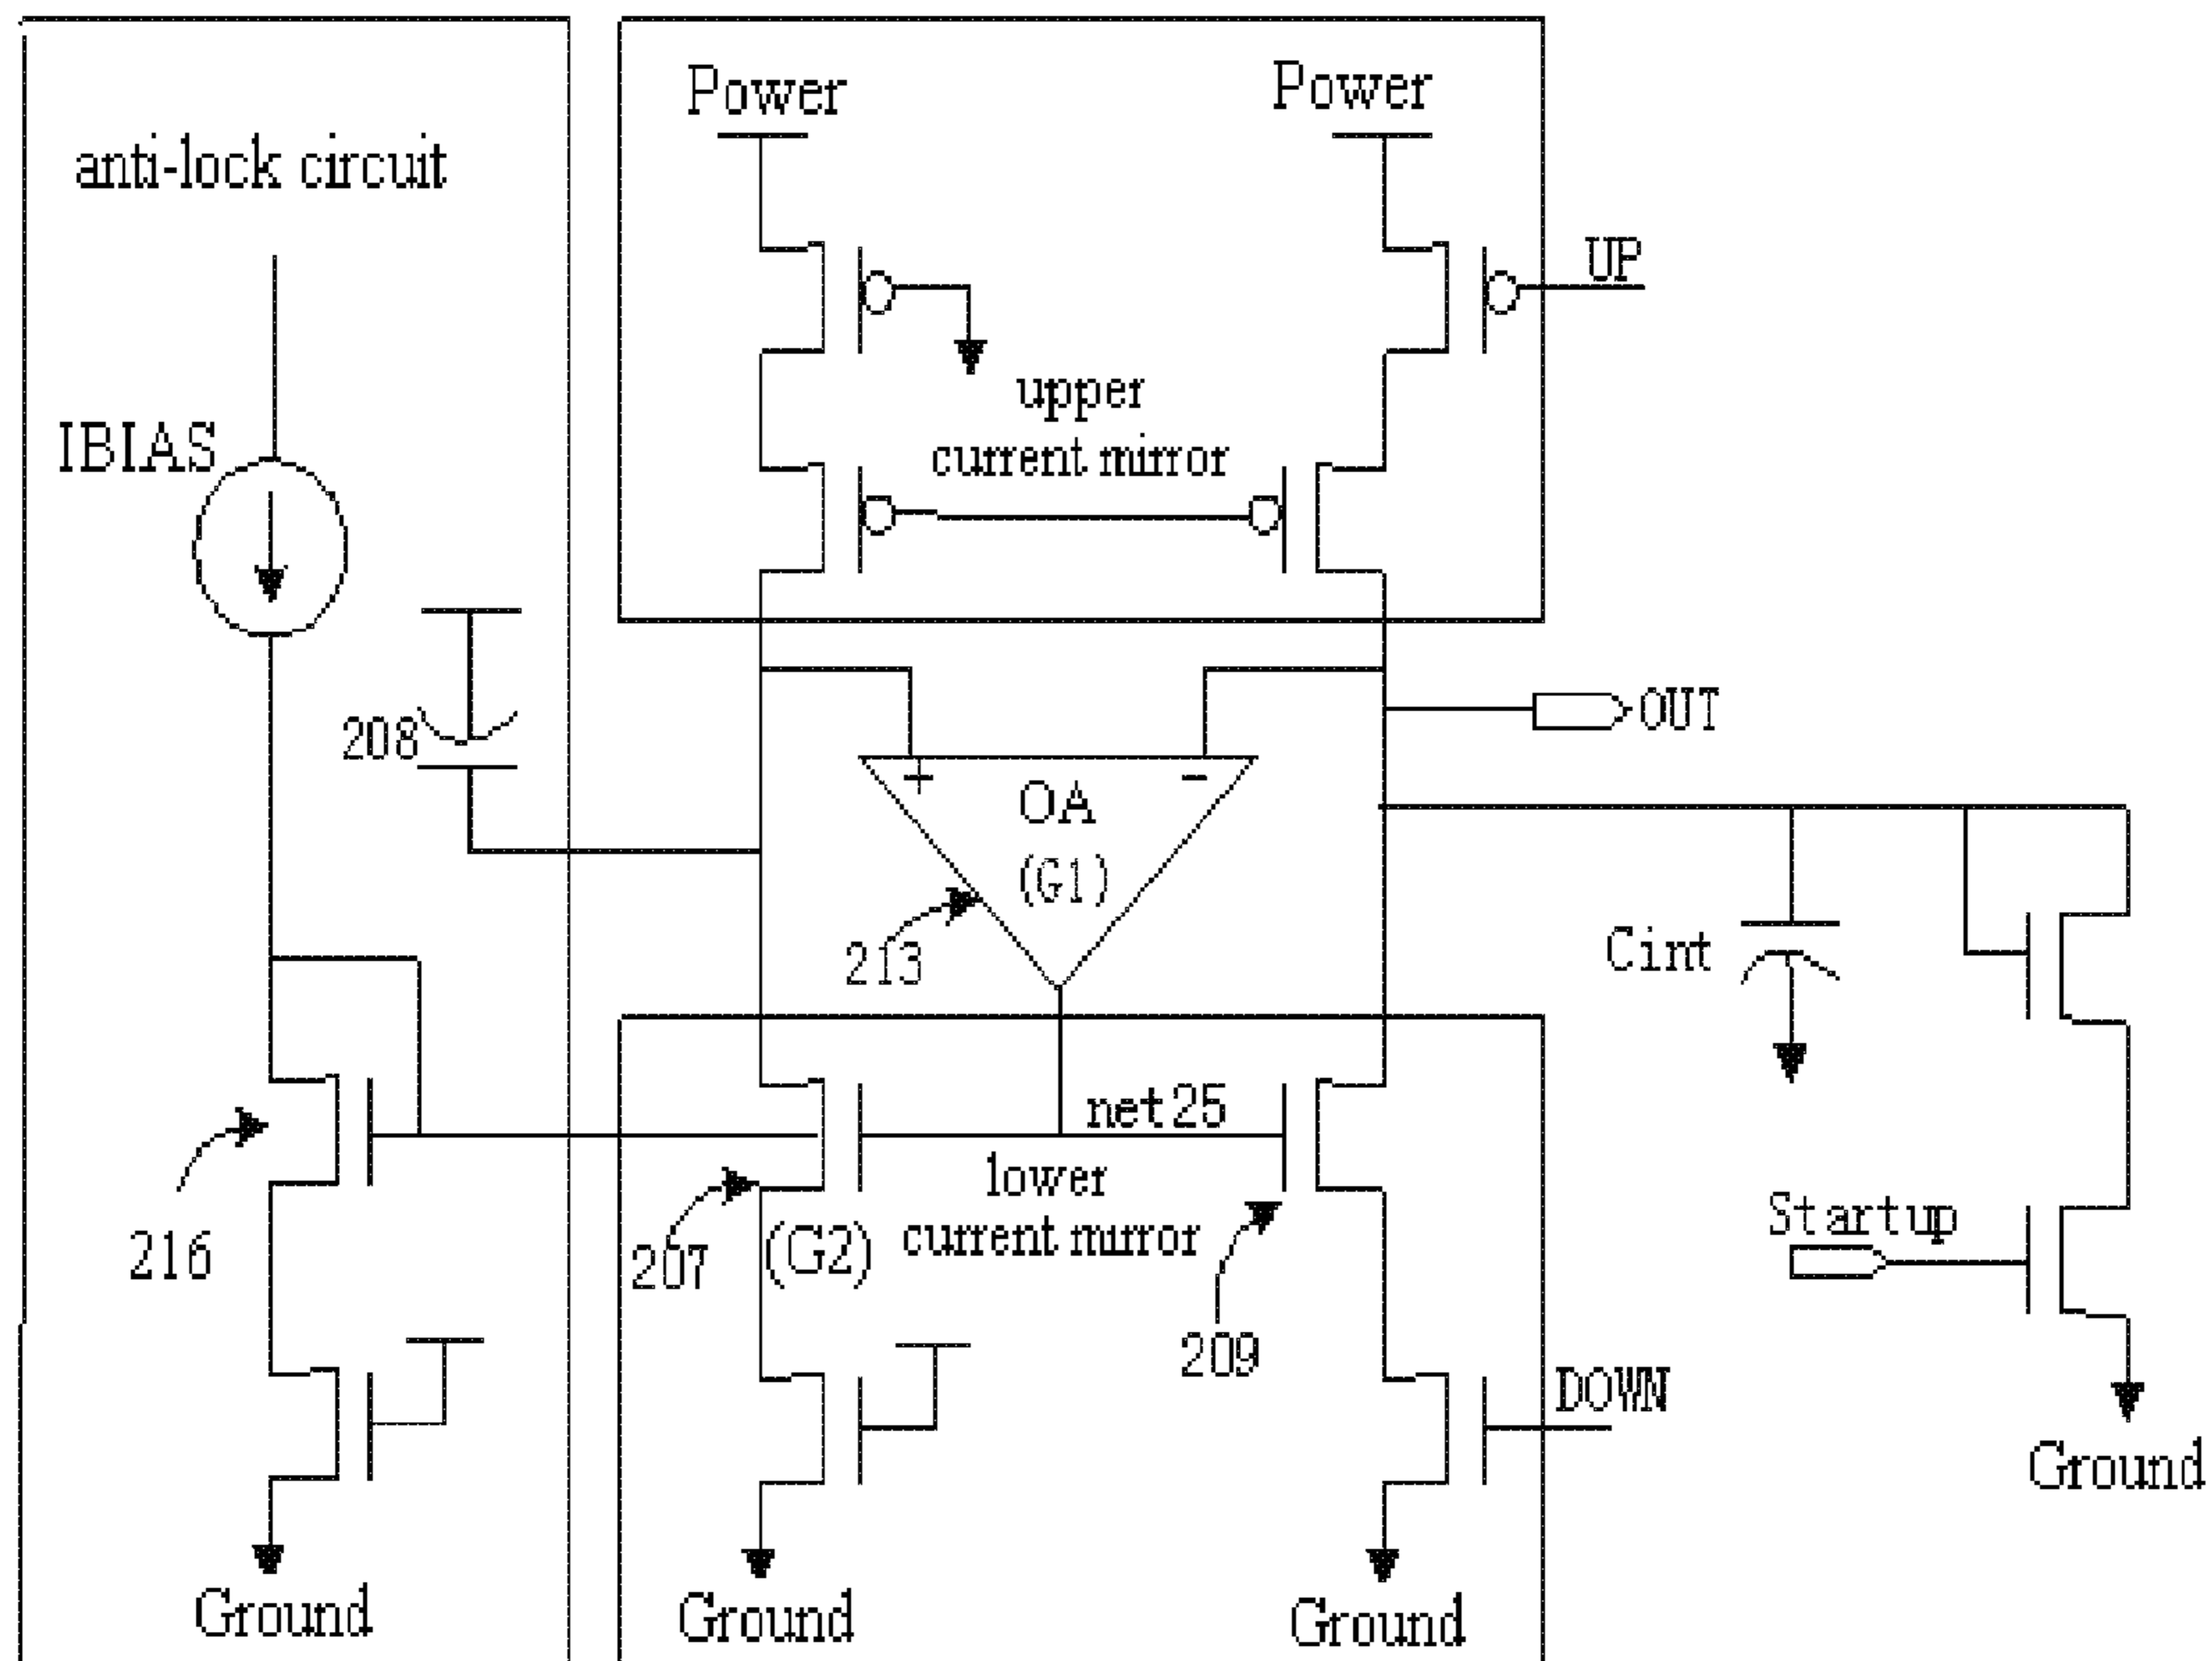 Power
Power
anti-lock circuit
UP
upper
current mirror
IBIAS
208
OUT
+
-
OA
(G1)
213
Cint
net25
lower
current mirror
216
207
(G2)
209
Startup
DOWN
Ground
Ground
Ground
Ground